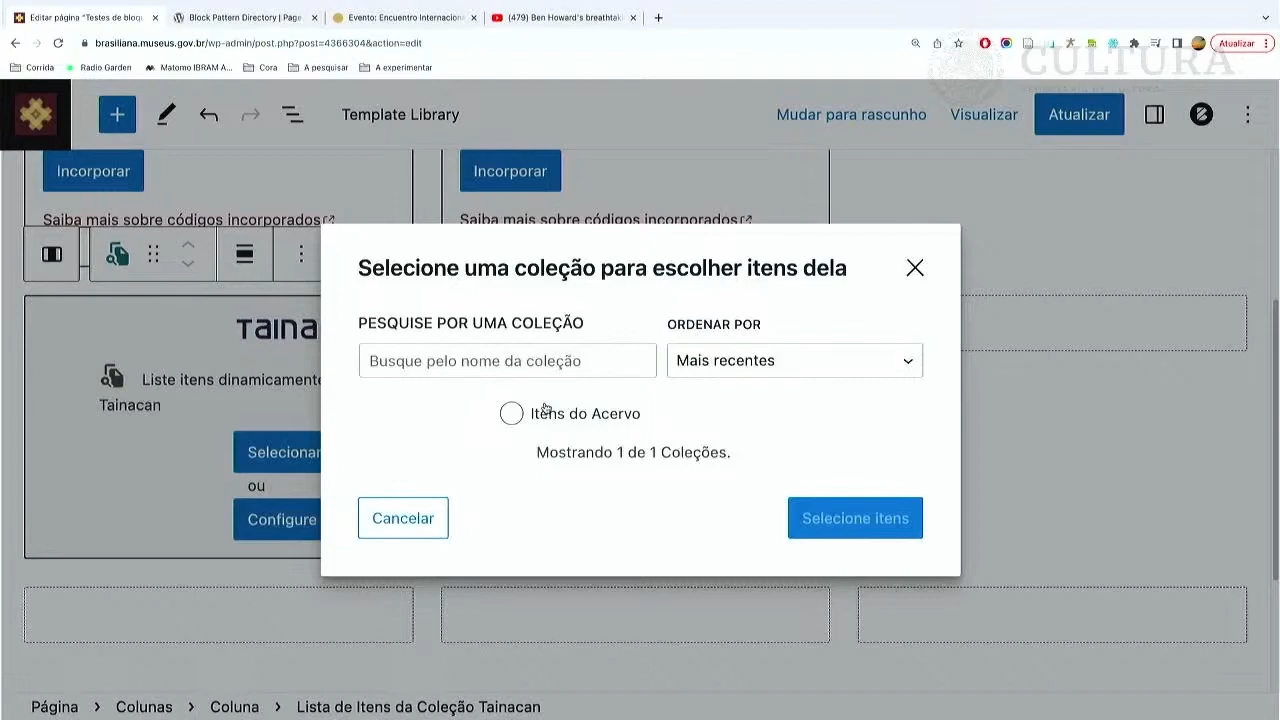 Editar página "Testes de bloqu
Block Pattern Directory | Page
Evento: Encontro Internacion
(479) Ben Howard's breathtak
brasiliana.museus.gov.br/wp-admin/post.php?post=4366304&action=edit
Atualizar
Corrida
Radio Garden
Matomo IBRAM A...
Cora
A pesquisar
A experimentar
CULTURA
Template Library
Mudar para rascunho
Visualizar
Atualizar
Incorporar
Incorporar
Saiba mais sobre códigos incorporados
Saiba mais sobre códigos incorporados
Selecione uma coleção para escolher itens dela
PESQUISE POR UMA COLEÇÃO
ORDENAR POR
Busque pelo nome da coleção
Mais recentes
Itens do Acervo
Mostrando 1 de 1 Coleções.
Cancelar
Selecione itens
Taina
Liste itens dinamicamente
Tainacan
Selecionar
ou
Configure
Página > Colunas > Coluna > Lista de Itens da Coleção Tainacan